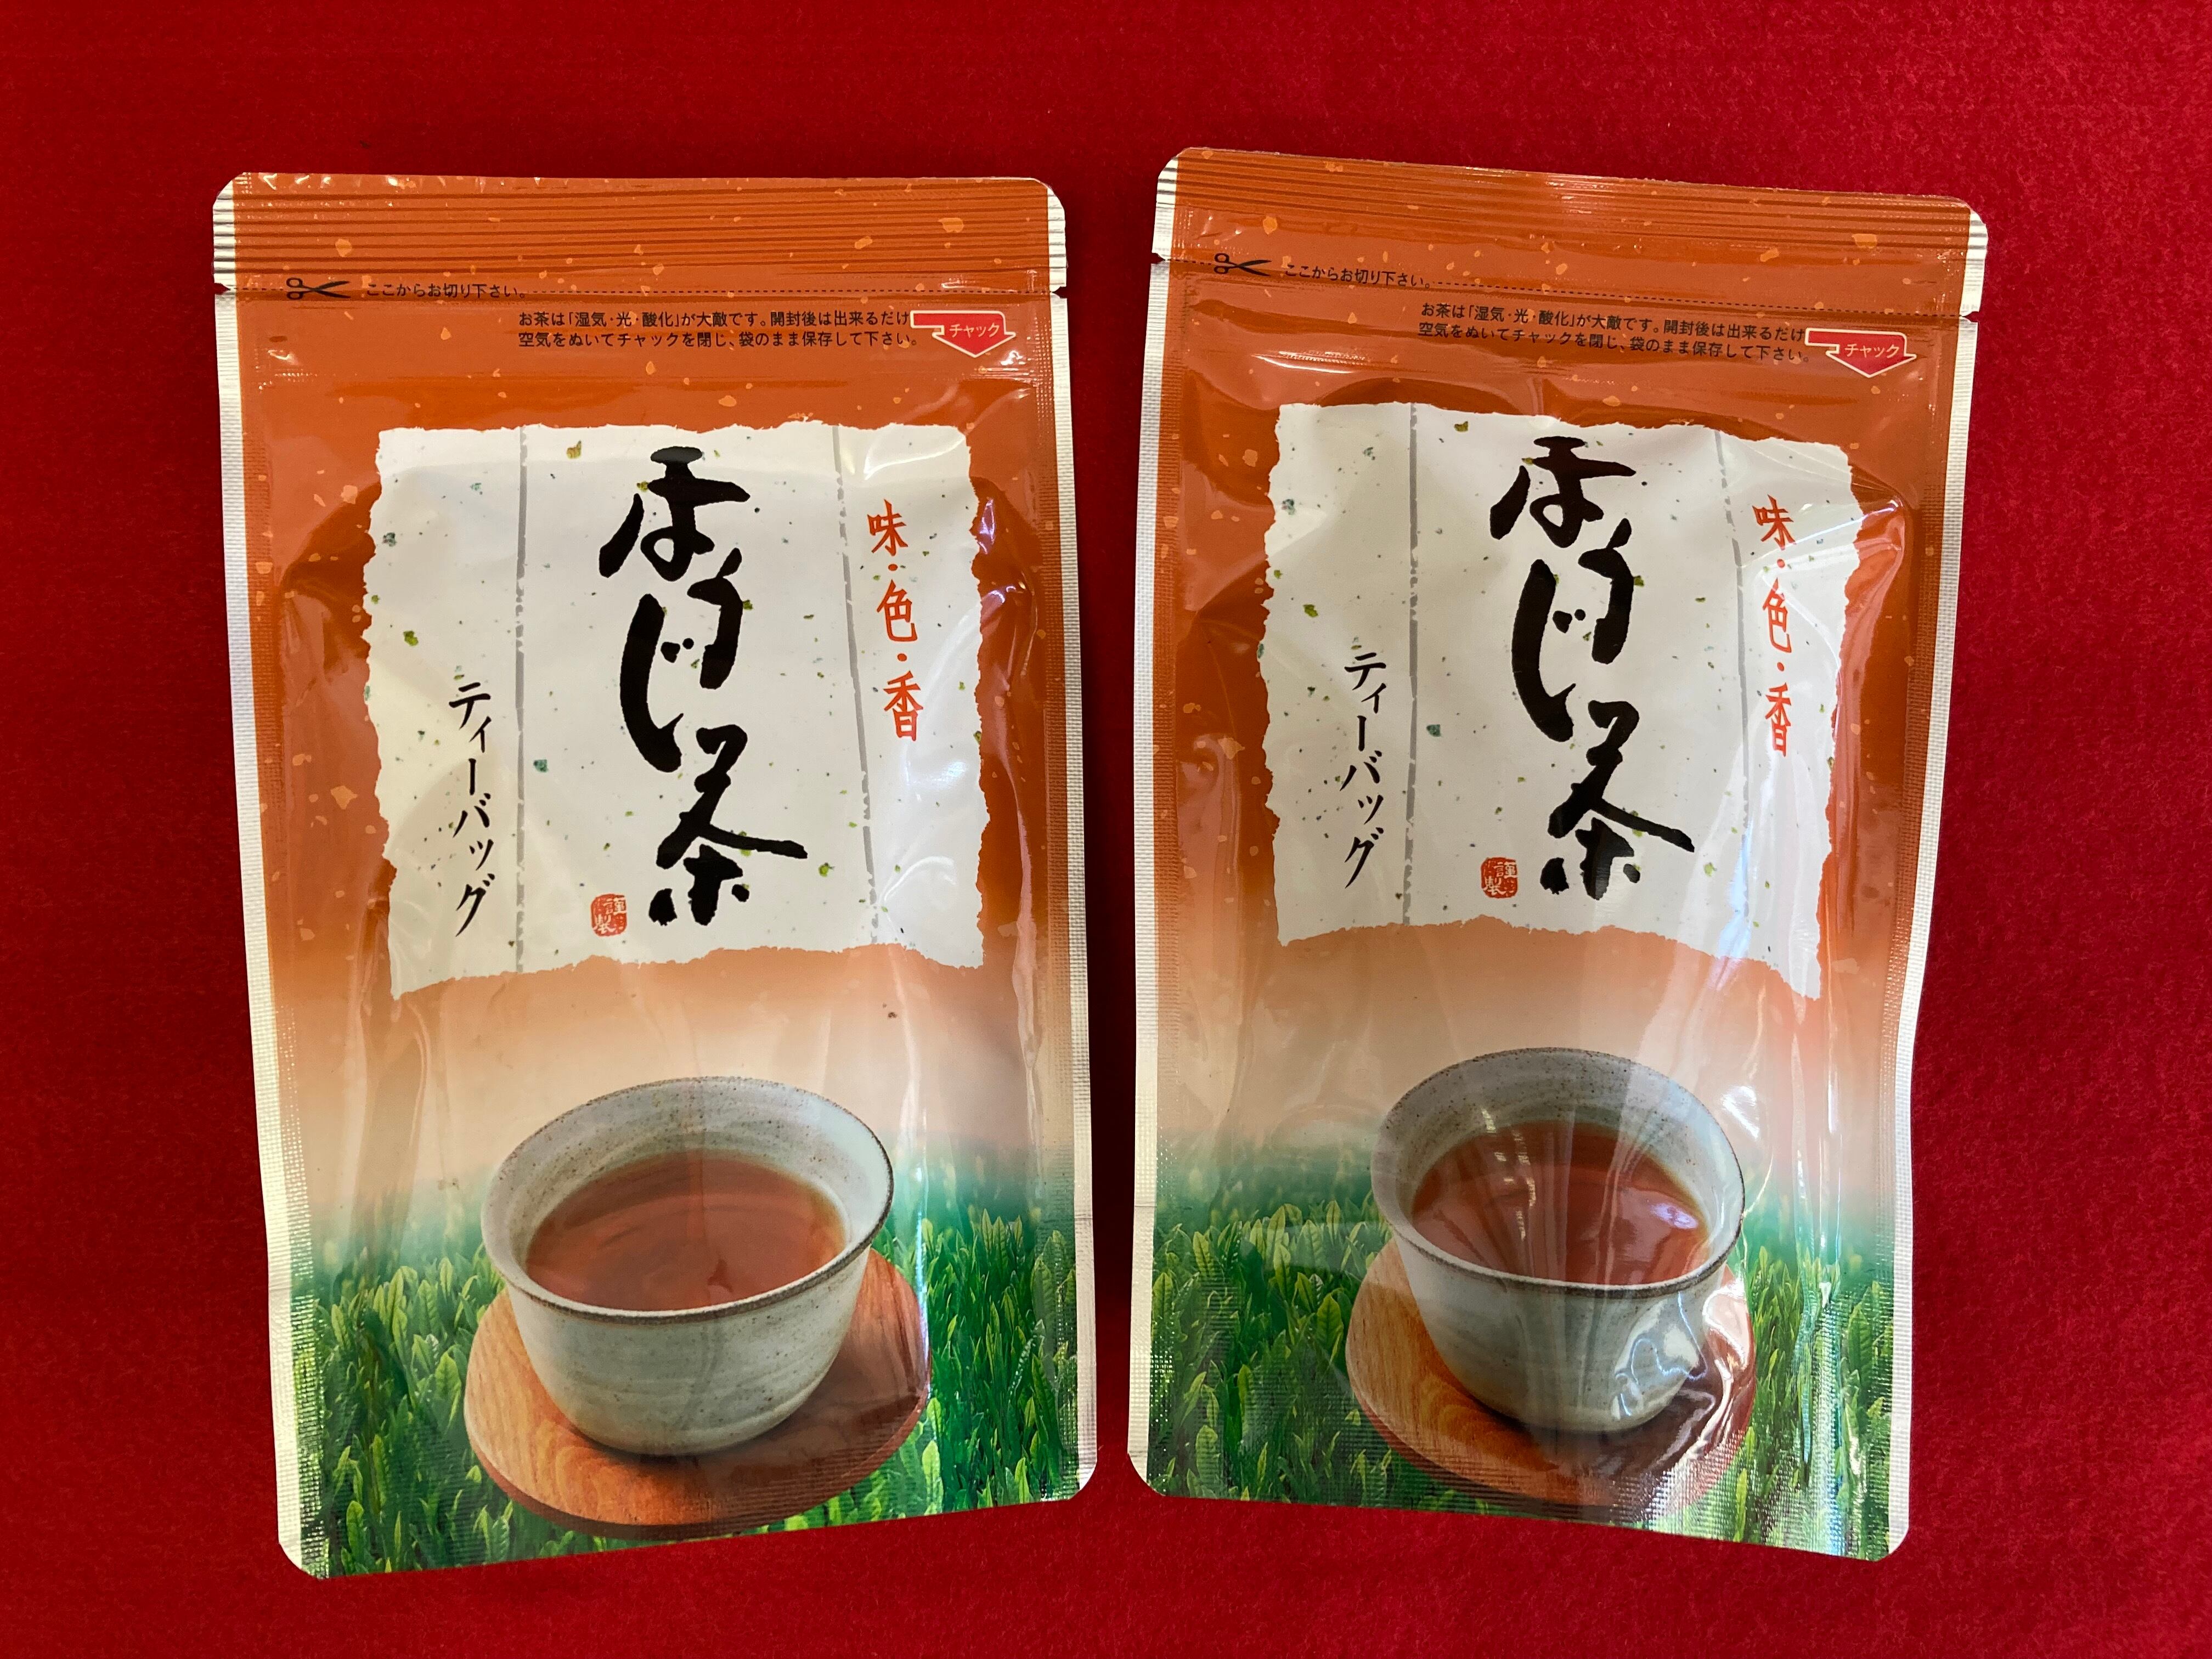 ここからお切り下さい。
お茶は「湿気・光・酸化」が大敵です。開封後は出来るだけ
空気をぬいてチャックを閉じ、袋のまま保存して下さい。
チャック
味・色・香
ほうじ茶
ティーバッグ
謹製
ここからお切り下さい。
お茶は「湿気・光・酸化」が大敵です。開封後は出来るだけ
空気をぬいてチャックを閉じ、袋のまま保存して下さい。
チャック
味・色・香
ほうじ茶
ティーバッグ
謹製